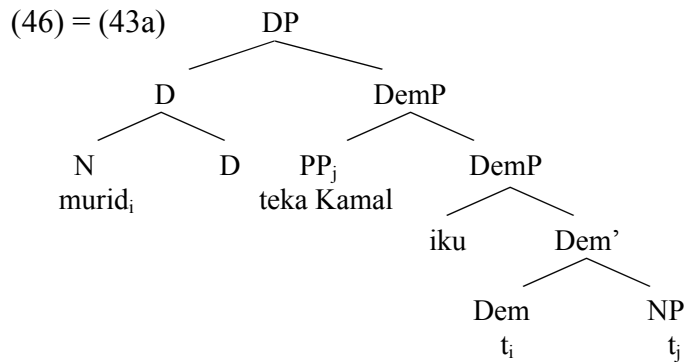 (46) = (43a) DP
D DemP
N D PPj DemP
muridi teka Kamal
iku Dem’
Dem NP
ti tj